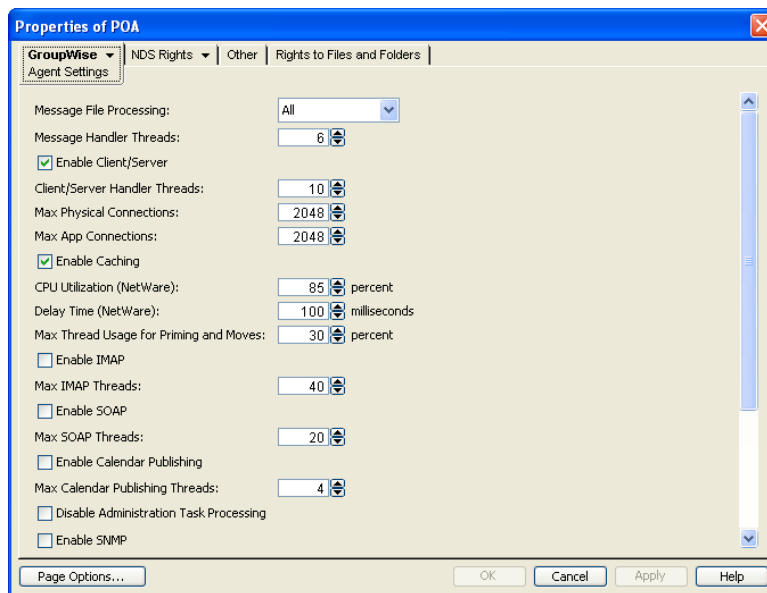 Properties of POA
GroupWise NDS Rights Other Rights to Files and Folders
Agent Settings
Message File Processing: All
Message Handler Threads: 6
Enable Client/Server
Client/Server Handler Threads: 10
Max Physical Connections: 2048
Max App Connections: 2048
Enable Caching
CPU Utilization (NetWare): 85 percent
Delay Time (NetWare): 100 milliseconds
Max Thread Usage for Priming and Moves: 30 percent
Enable IMAP
Max IMAP Threads: 40
Enable SOAP
Max SOAP Threads: 20
Enable Calendar Publishing
Max Calendar Publishing Threads: 4
Disable Administration Task Processing
Enable SNMP
Page Options... OK Cancel Apply Help